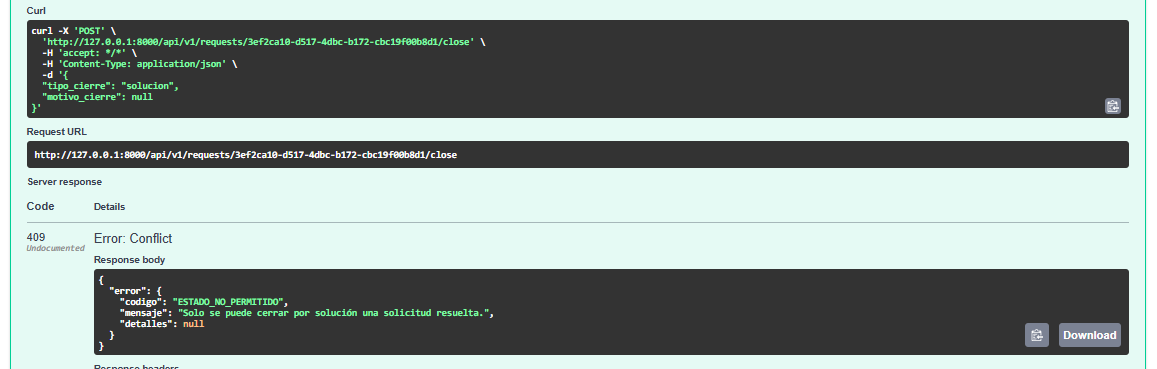 Curl
curl -X 'POST' \
  'http://127.0.0.1:8000/api/v1/requests/3ef2ca10-d517-4dbc-b172-cbc19f00b8d1/close' \
  -H 'accept: */*' \
  -H 'Content-Type: application/json' \
  -d '{
  "tipo_cierre": "solucion",
  "motivo_cierre": null
}'
Request URL
http://127.0.0.1:8000/api/v1/requests/3ef2ca10-d517-4dbc-b172-cbc19f00b8d1/close
Server response
Code Details
409 Error: Conflict
Undocumented
Response body
{
  "error": {
    "codigo": "ESTADO_NO_PERMITIDO",
    "mensaje": "Solo se puede cerrar por solución una solicitud resuelta.",
    "detalles": null
  }
}
Download
Response headers